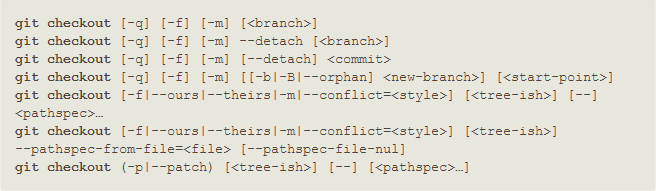 git checkout [-q] [-f] [-m] [<branch>]
git checkout [-q] [-f] [-m] --detach [<branch>]
git checkout [-q] [-f] [-m] [--detach] <commit>
git checkout [-q] [-f] [-m] [[-b|-B|--orphan] <new-branch>] [<start-point>]
git checkout [-f|--ours|--theirs|-m|--conflict=<style>] [<tree-ish>] [--]
<pathspec>…
git checkout [-f|--ours|--theirs|-m|--conflict=<style>] [<tree-ish>]
--pathspec-from-file=<file> [--pathspec-file-nul]
git checkout (-p|--patch) [<tree-ish>] [--] [<pathspec>…]